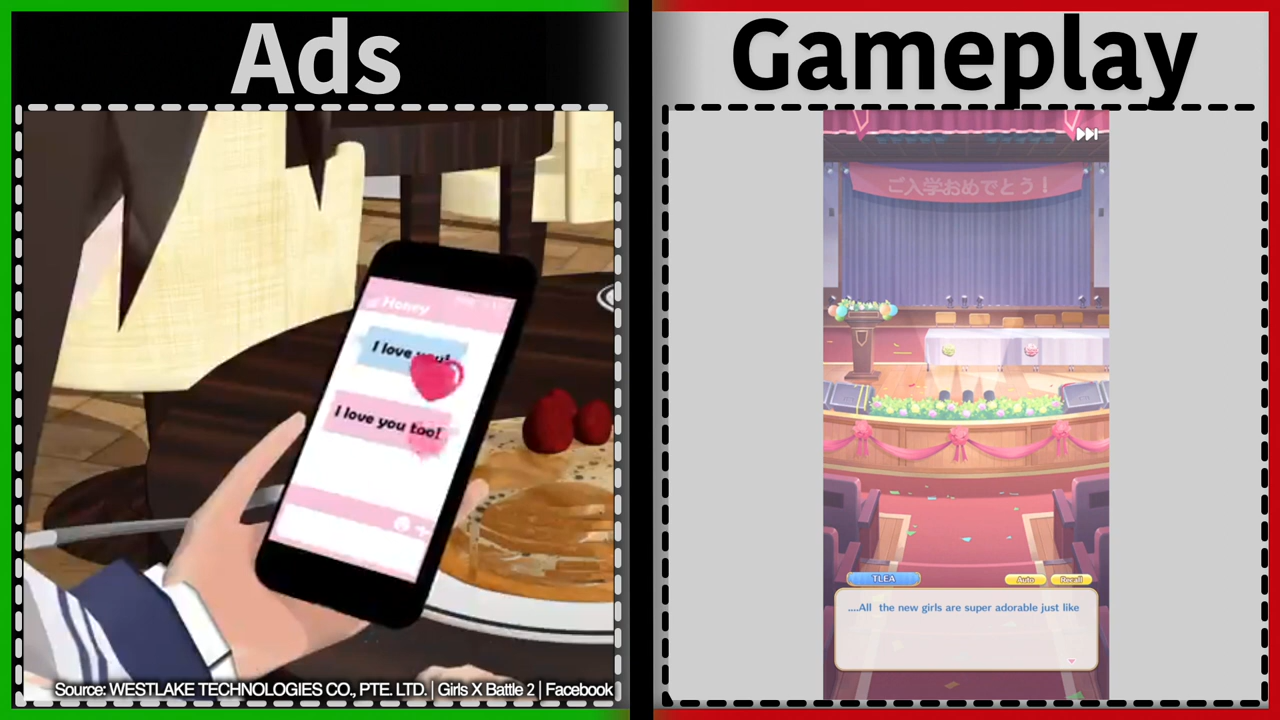 Ads
Gameplay
Honey
I love you!
I love you too!
Source: WESTLAKE TECHNOLOGIES CO., PTE. LTD. | Girls X Battle 2 | Facebook
ご入学おめでとう!
TLEA
Auto
Recall
....All the new girls are super adorable just like